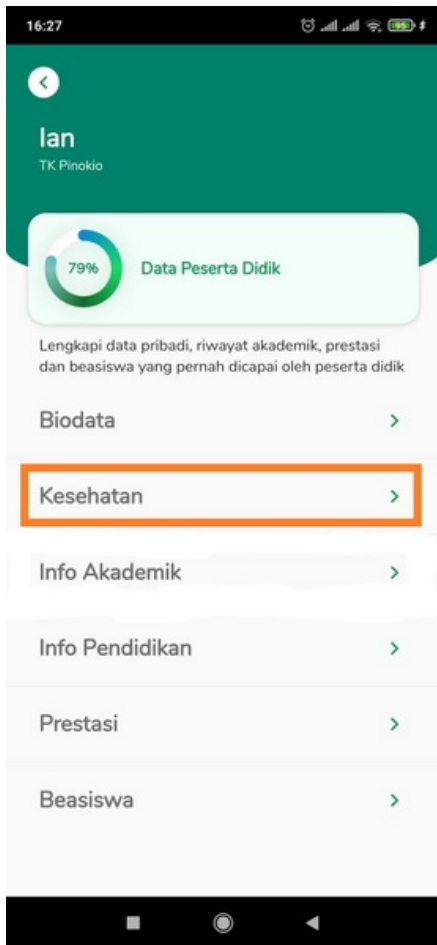 16:27
95
Ian
TK Pinokio
79%
Data Peserta Didik
Lengkapi data pribadi, riwayat akademik, prestasi
dan beasiswa yang pernah dicapai oleh peserta didik
Biodata
Kesehatan
Info Akademik
Info Pendidikan
Prestasi
Beasiswa